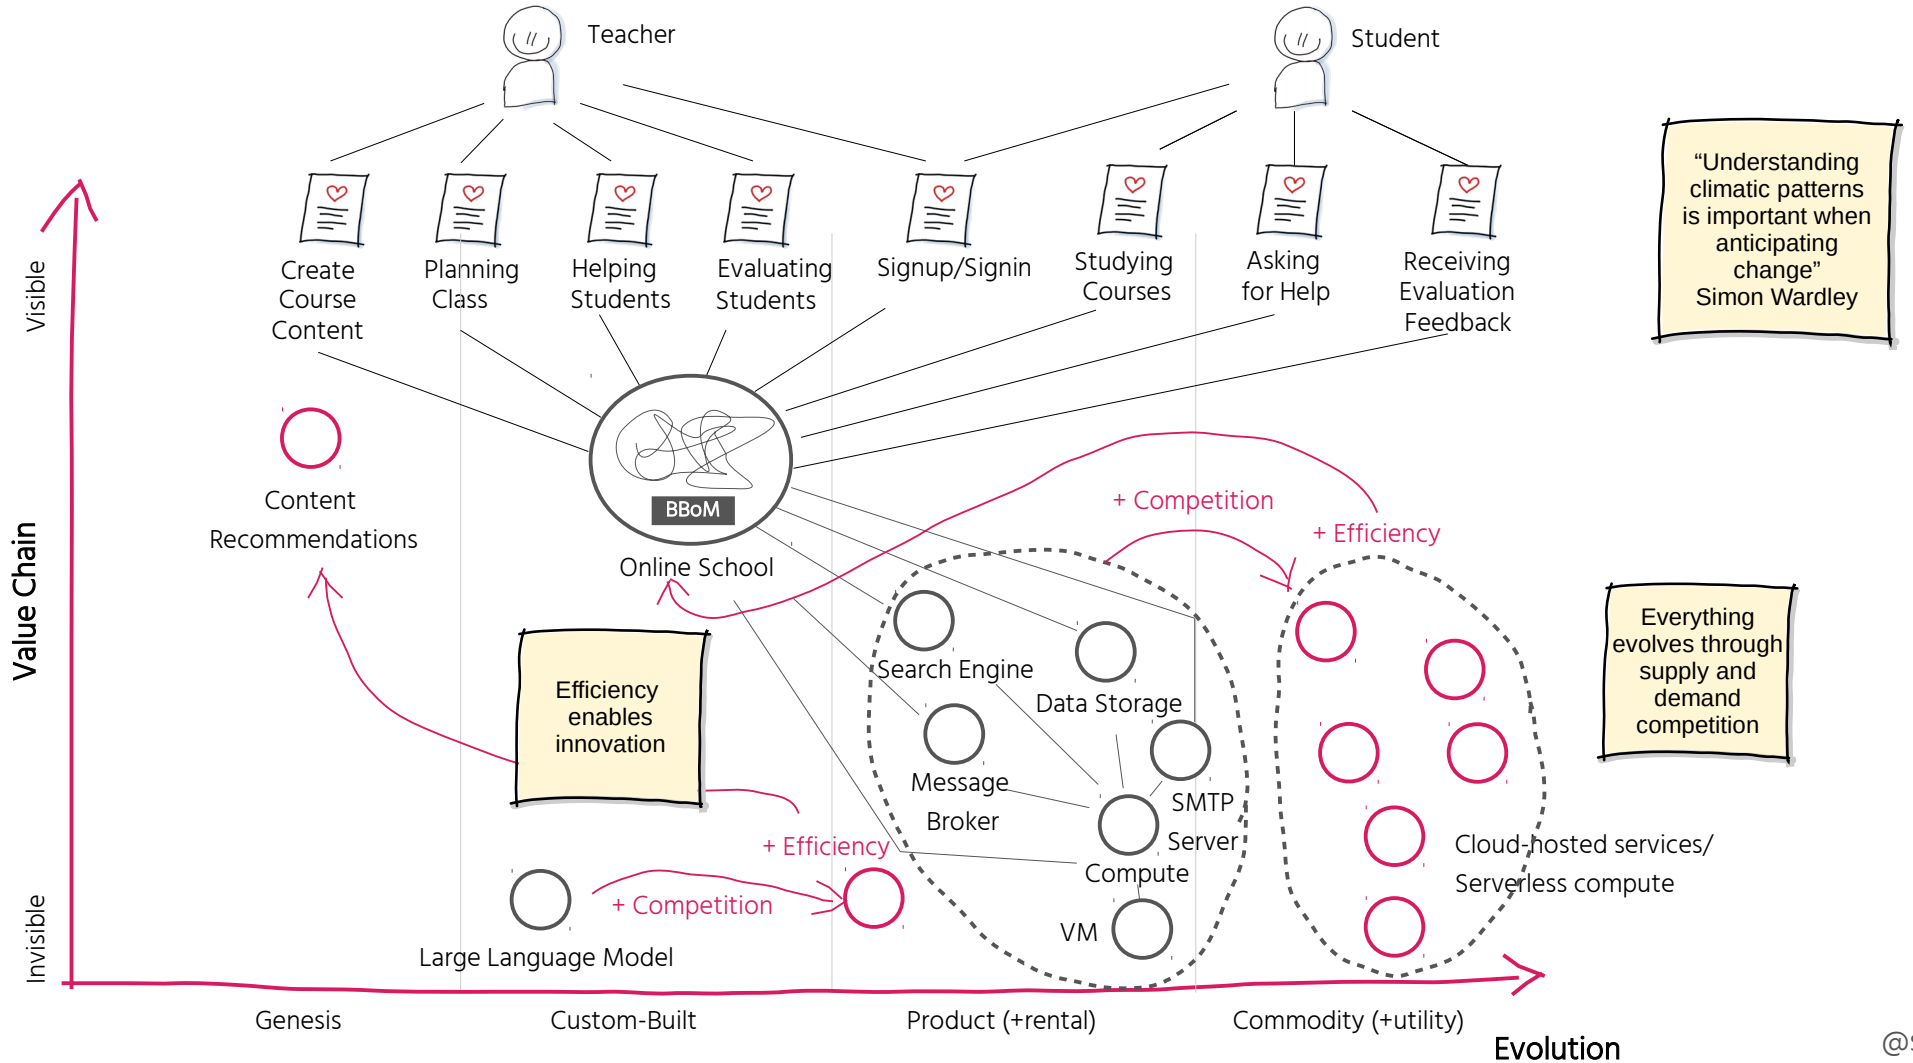 Teacher
Student
“Understanding
climatic patterns
is important when
anticipating
change”
Simon Wardley
Visible
Create
Course
Content
Planning
Class
Helping
Students
Evaluating
Students
Signup/Signin
Studying
Courses
Asking
for Help
Receiving
Evaluation
Feedback
BBoM
Online School
Content
Recommendations
+ Competition
+ Efficiency
Value Chain
Efficiency
enables
innovation
Search Engine
Data Storage
Message
Broker
SMTP
Server
Compute
VM
Everything
evolves through
supply and
demand
competition
+ Efficiency
+ Competition
Large Language Model
Cloud-hosted services/
Serverless compute
Invisible
Genesis
Custom-Built
Product (+rental)
Commodity (+utility)
Evolution